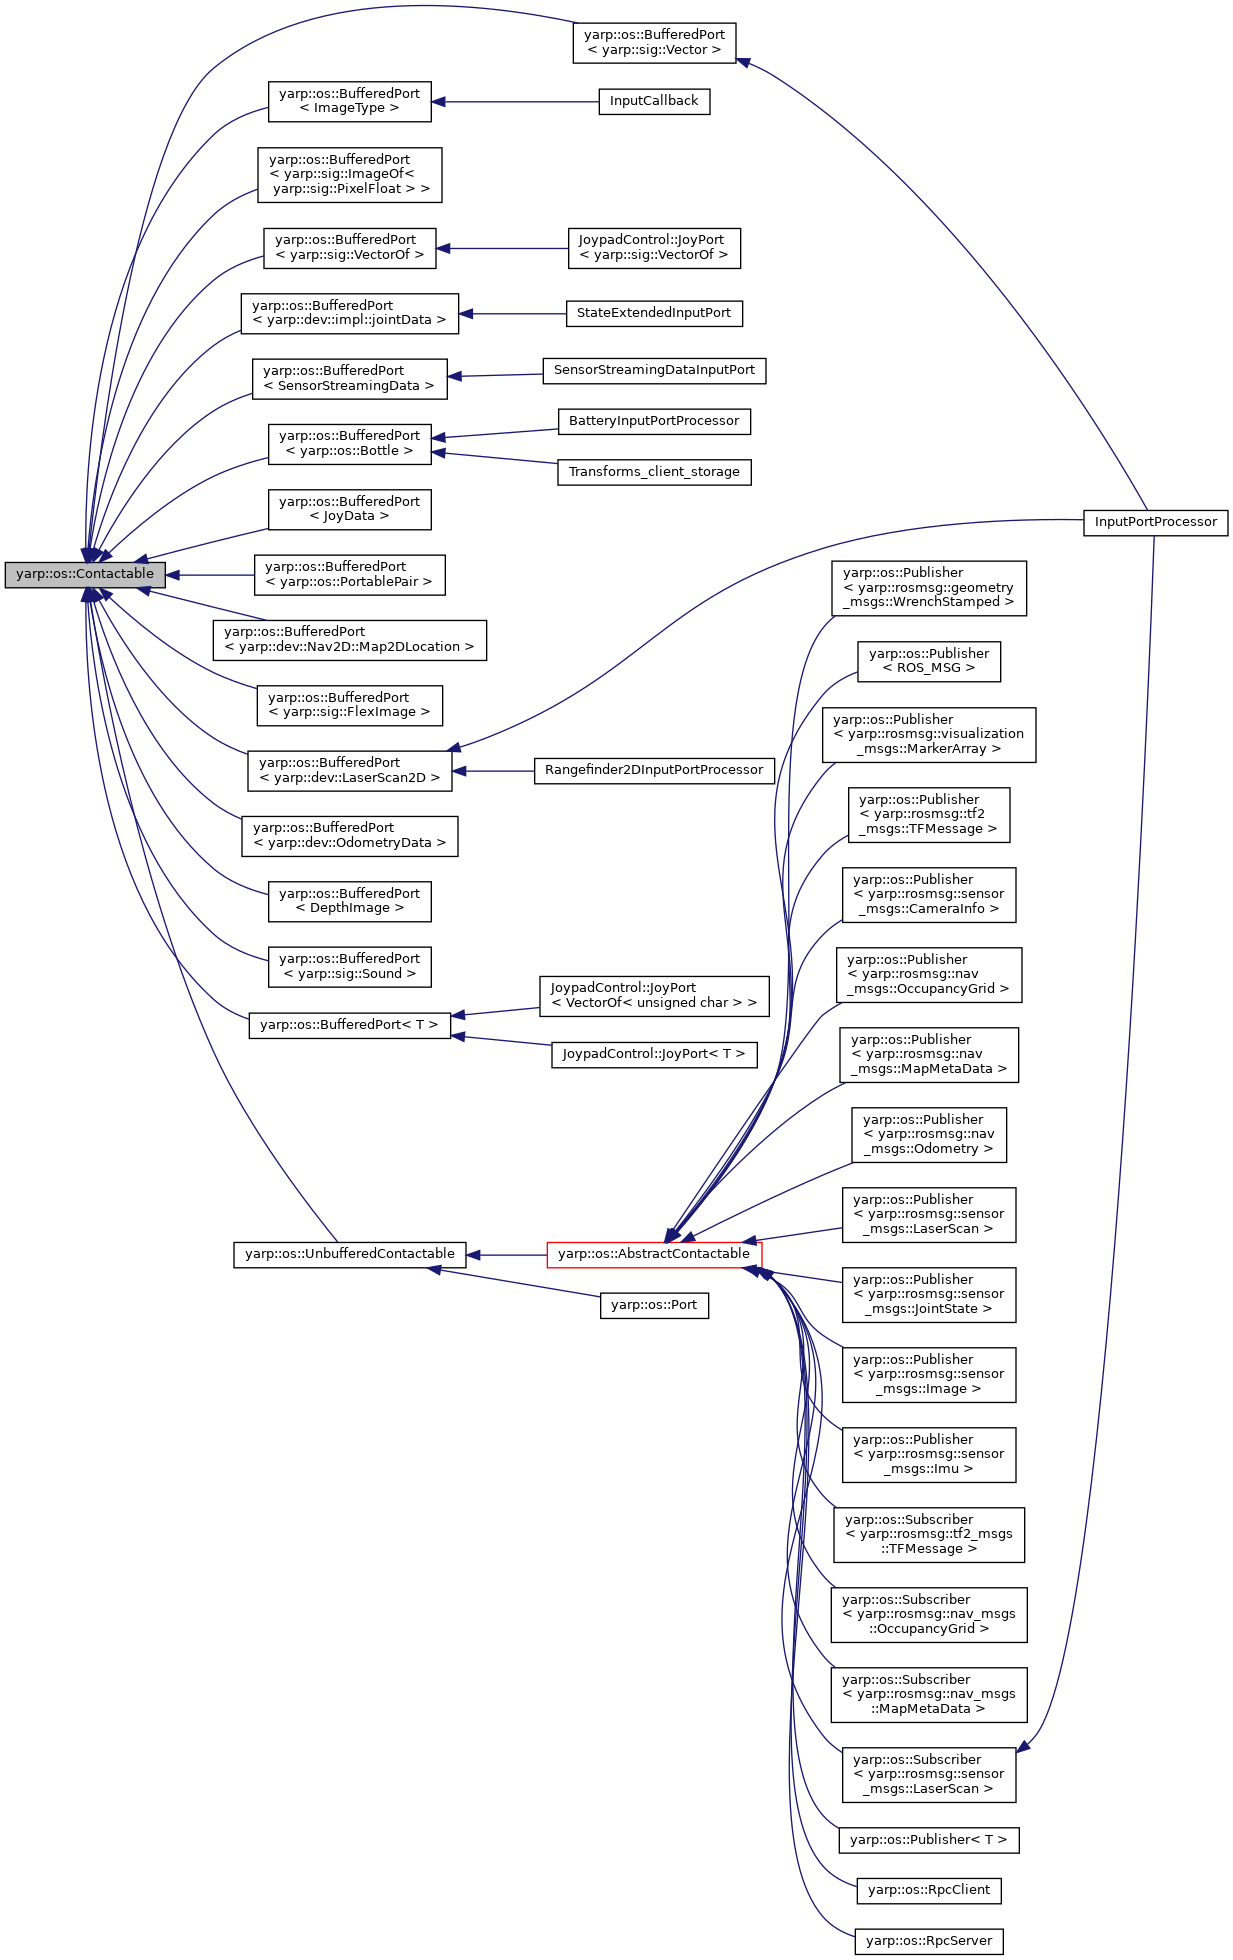 yarp::os::BufferedPort
< yarp::sig::Vector >
yarp::os::BufferedPort
< ImageType >
InputCallback
yarp::os::BufferedPort
< yarp::sig::ImageOf<
yarp::sig::PixelFloat > >
yarp::os::BufferedPort
< yarp::sig::VectorOf >
JoypadControl::JoyPort
< yarp::sig::VectorOf >
yarp::os::BufferedPort
< yarp::dev::impl::jointData >
StateExtendedInputPort
yarp::os::BufferedPort
< SensorStreamingData >
SensorStreamingDataInputPort
yarp::os::BufferedPort
< yarp::os::Bottle >
BatteryInputPortProcessor
Transforms_client_storage
yarp::os::BufferedPort
< JoyData >
InputPortProcessor
yarp::os::Contactable
yarp::os::BufferedPort
< yarp::os::PortablePair >
yarp::os::BufferedPort
< yarp::dev::Nav2D::Map2DLocation >
yarp::os::BufferedPort
< yarp::sig::FlexImage >
yarp::os::BufferedPort
< yarp::dev::LaserScan2D >
Rangefinder2DInputPortProcessor
yarp::os::BufferedPort
< yarp::dev::OdometryData >
yarp::os::BufferedPort
< DepthImage >
yarp::os::BufferedPort
< yarp::sig::Sound >
yarp::os::BufferedPort< T >
JoypadControl::JoyPort
< VectorOf< unsigned char > >
JoypadControl::JoyPort< T >
yarp::os::UnbufferedContactable
yarp::os::AbstractContactable
yarp::os::Port
yarp::os::Publisher
< yarp::rosmsg::geometry
_msgs::WrenchStamped >
yarp::os::Publisher
< ROS_MSG >
yarp::os::Publisher
< yarp::rosmsg::visualization
_msgs::MarkerArray >
yarp::os::Publisher
< yarp::rosmsg::tf2
_msgs::TFMessage >
yarp::os::Publisher
< yarp::rosmsg::sensor
_msgs::CameraInfo >
yarp::os::Publisher
< yarp::rosmsg::nav
_msgs::OccupancyGrid >
yarp::os::Publisher
< yarp::rosmsg::nav
_msgs::MapMetaData >
yarp::os::Publisher
< yarp::rosmsg::nav
_msgs::Odometry >
yarp::os::Publisher
< yarp::rosmsg::sensor
_msgs::LaserScan >
yarp::os::Publisher
< yarp::rosmsg::sensor
_msgs::JointState >
yarp::os::Publisher
< yarp::rosmsg::sensor
_msgs::Image >
yarp::os::Publisher
< yarp::rosmsg::sensor
_msgs::Imu >
yarp::os::Subscriber
< yarp::rosmsg::tf2_msgs
::TFMessage >
yarp::os::Subscriber
< yarp::rosmsg::nav_msgs
::OccupancyGrid >
yarp::os::Subscriber
< yarp::rosmsg::nav_msgs
::MapMetaData >
yarp::os::Subscriber
< yarp::rosmsg::sensor
_msgs::LaserScan >
yarp::os::Publisher< T >
yarp::os::RpcClient
yarp::os::RpcServer